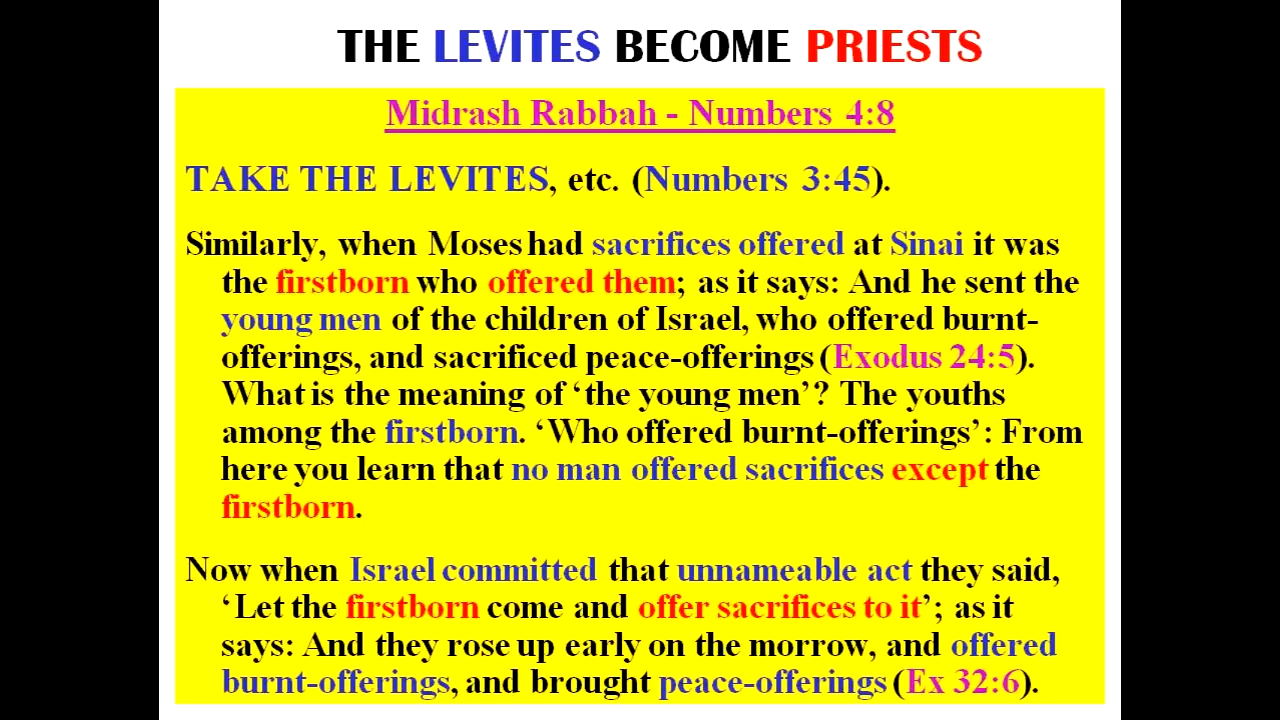 THE LEVITES BECOME PRIESTS
Midrash Rabbah - Numbers 4:8
TAKE THE LEVITES, etc. (Numbers 3:45).
Similarly, when Moses had sacrifices offered at Sinai it was
the firstborn who offered them; as it says: And he sent the
young men of the children of Israel, who offered burnt-
offerings, and sacrificed peace-offerings (Exodus 24:5).
What is the meaning of ‘the young men’? The youths
among the firstborn. ‘Who offered burnt-offerings’: From
here you learn that no man offered sacrifices except the
firstborn.
Now when Israel committed that unnameable act they said,
‘Let the firstborn come and offer sacrifices to it’; as it
says: And they rose up early on the morrow, and offered
burnt-offerings, and brought peace-offerings (Ex 32:6).